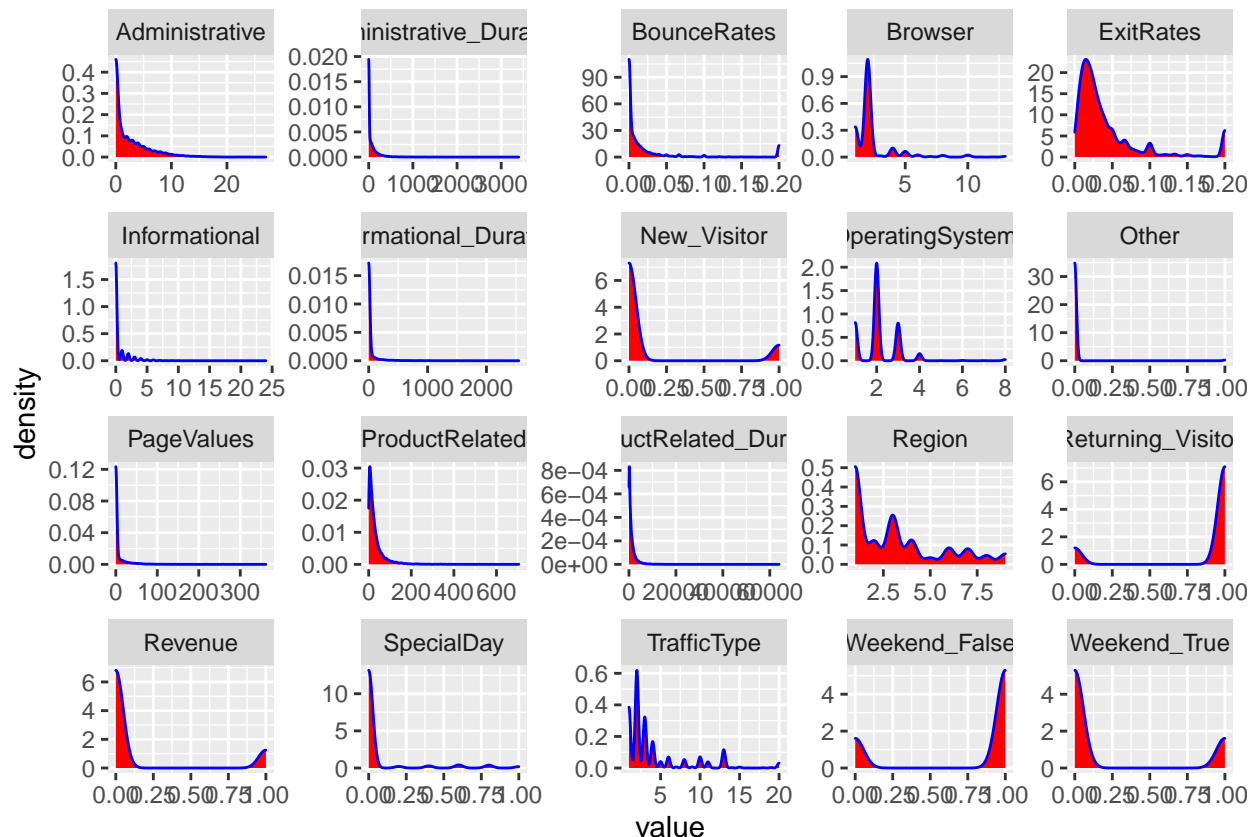 Administrative
ninistrative_Dura
BounceRates
Browser
ExitRates
0.4
0.3
0.2
0.1
0.0
0 10 20
0.020
0.015
0.010
0.005
0.000
0 1000 2000 3000
90
60
30
0
0.00 0.05 0.10 0.15 0.20
0.9
0.6
0.3
0.0
5 10
20
15
10
5
0
0.00 0.05 0.10 0.15 0.20
Informational
rmational_Durat
New_Visitor
OperatingSystem
Other
1.5
1.0
0.5
0.0
0 5 10 15 20 25
0.015
0.010
0.005
0.000
0 1000 2000
6
4
2
0
0.00 0.25 0.50 0.75 1.00
2.0
1.5
1.0
0.5
0.0
2 4 6 8
30
20
10
0
0.00 0.25 0.50 0.75 1.00
density
PageValues
ProductRelated
uctRelated_Dur
Region
Returning_Visito
0.12
0.08
0.04
0.00
0 100 200 300
0.03
0.02
0.01
0.00
0 200 400 600
8e−04
6e−04
4e−04
2e−04
0e+00
0 20000 40000 60000
0.5
0.4
0.3
0.2
0.1
0.0
2.5 5.0 7.5
6
4
2
0
0.00 0.25 0.50 0.75 1.00
Revenue
SpecialDay
TrafficType
Weekend_False
Weekend_True
6
4
2
0
0.00 0.25 0.50 0.75 1.00
10
5
0
0.00 0.25 0.50 0.75 1.00
0.6
0.4
0.2
0.0
5 10 15 20
4
2
0
0.00 0.25 0.50 0.75 1.00
4
2
0
0.00 0.25 0.50 0.75 1.00
value